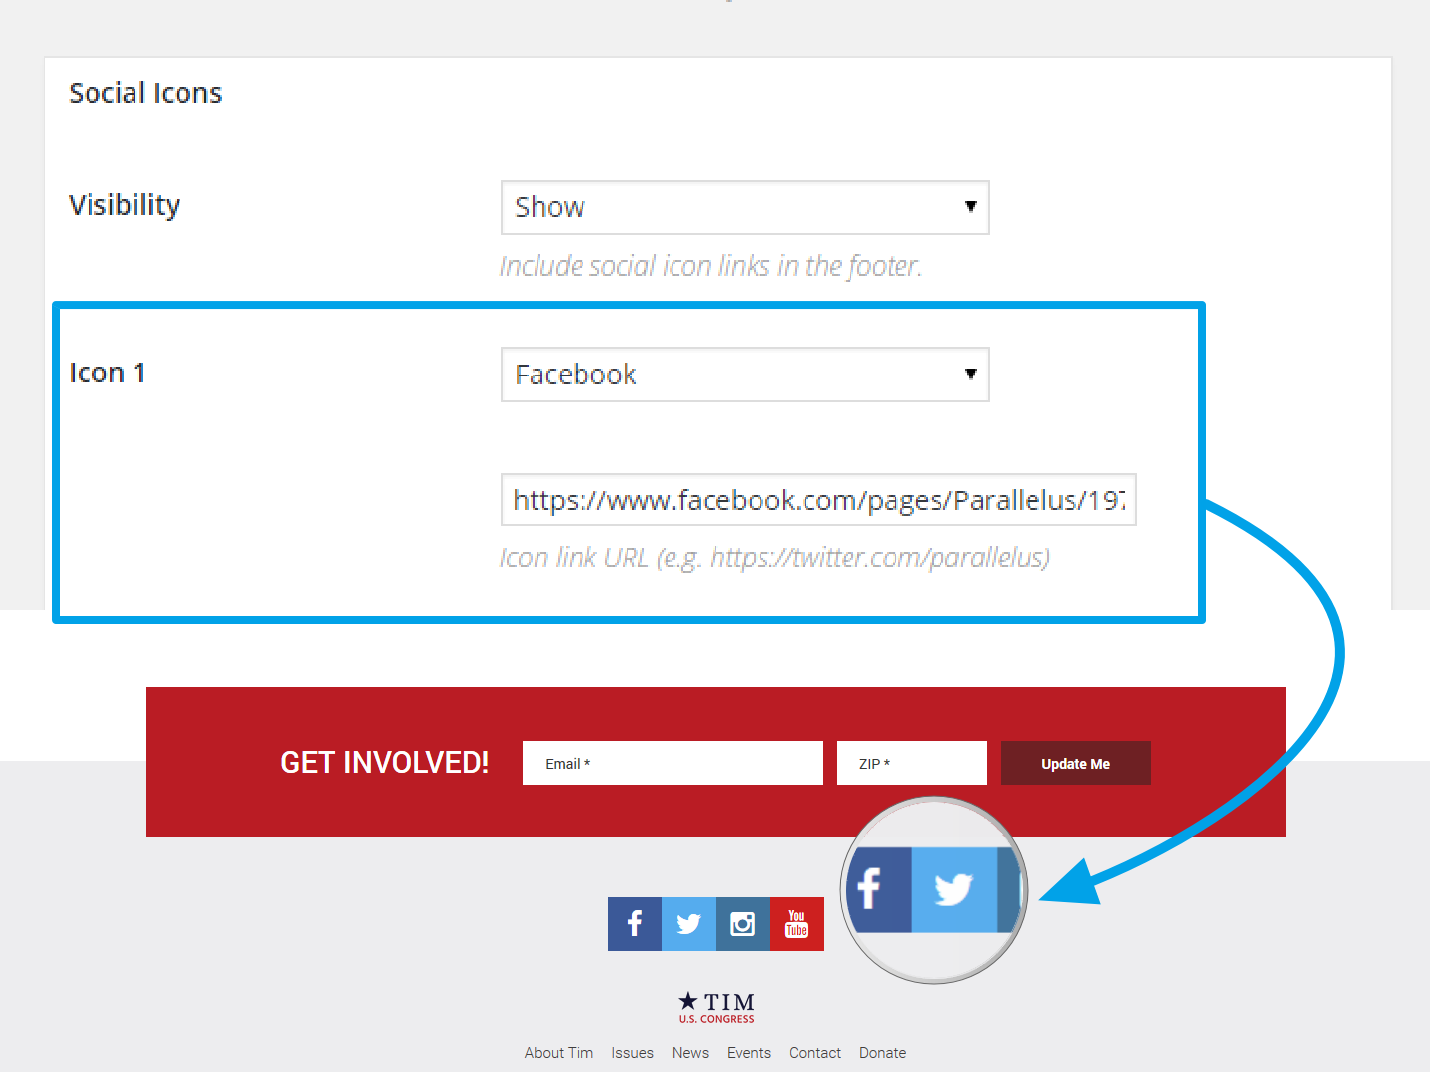 Social Icons
Visibility
Show
Include social icon links in the footer.
Icon 1
Facebook
https://www.facebook.com/pages/Parallelus/197
Icon link URL (e.g. https://twitter.com/parallelus)
GET INVOLVED!
Email *
ZIP *
Update Me
f
You
Tube
f
TIM
U.S. CONGRESS
About Tim Issues News Events Contact Donate